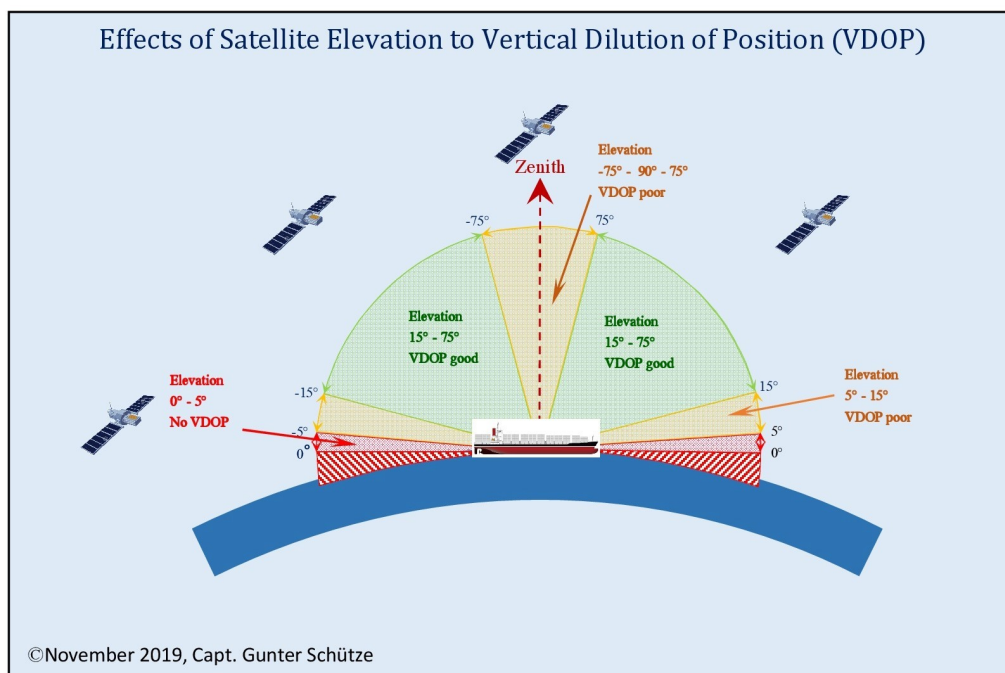 Effects of Satellite Elevation to Vertical Dilution of Position (VDOP)
Zenith
Elevation
-75° - 90° - 75°
VDOP poor
-75°
75°
Elevation
15° - 75°
VDOP good
Elevation
15° - 75°
VDOP good
Elevation
0° - 5°
No VDOP
-15°
-5°
0°
15°
5°
0°
Elevation
5° - 15°
VDOP poor
©November 2019, Capt. Gunter Schütze